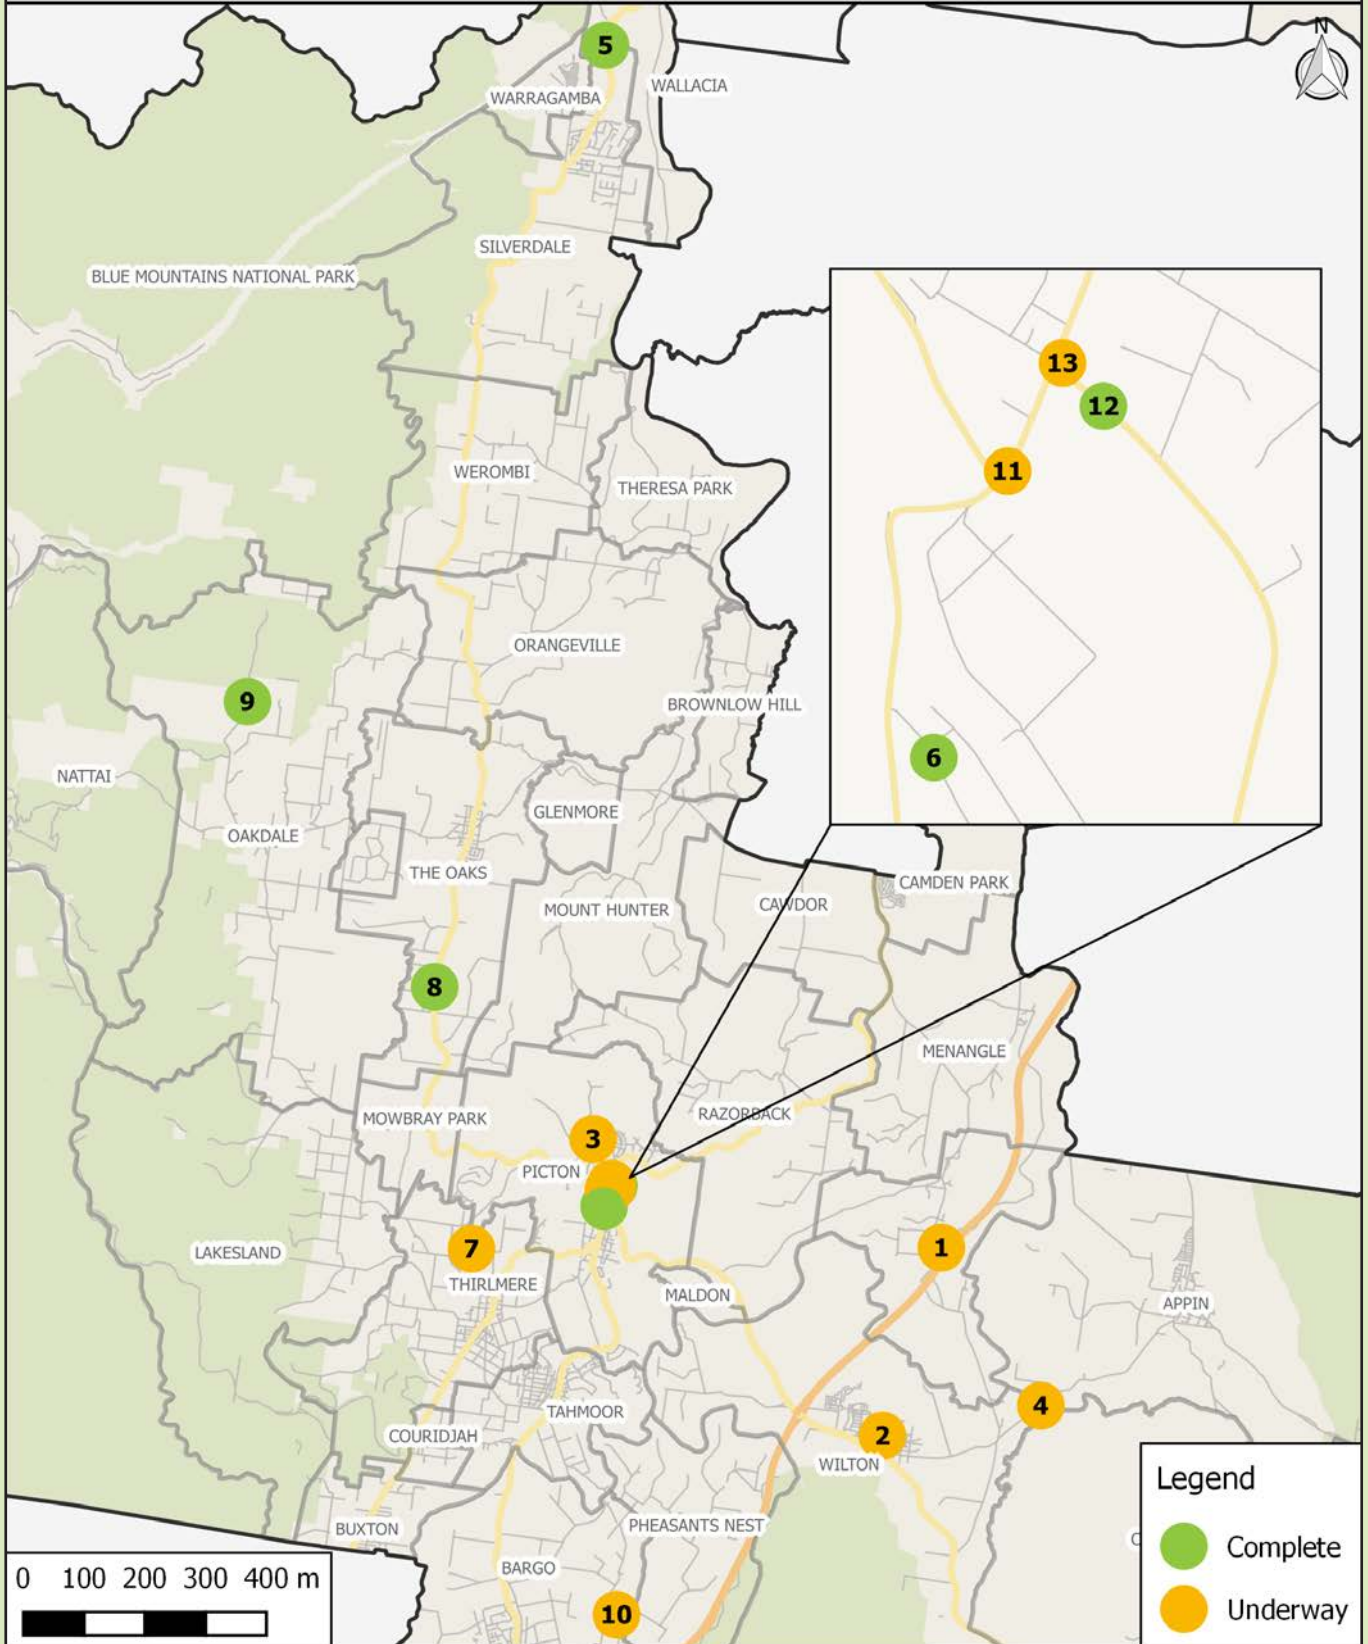 N
5
WALLACIA
WARRAGAMBA
SILVERDALE
BLUE MOUNTAINS NATIONAL PARK
13
12
11
WEROMBI
THERESA PARK
ORANGEVILLE
9
BROWNLOW HILL
6
NATTAI
GLENMORE
OAKDALE
THE OAKS
CAMDEN PARK
MOUNT HUNTER
CAWDOR
8
MENANGLE
MOWBRAY PARK
RAZORBACK
3
PICTON
7
1
LAKESLAND
THIRLMERE
MALDON
APPIN
4
TAHMOOR
COURIDJAH
2
WILTON
Legend
PHEASANTS NEST
BUXTON
Complete
BARGO
0 100 200 300 400 m
10
Underway